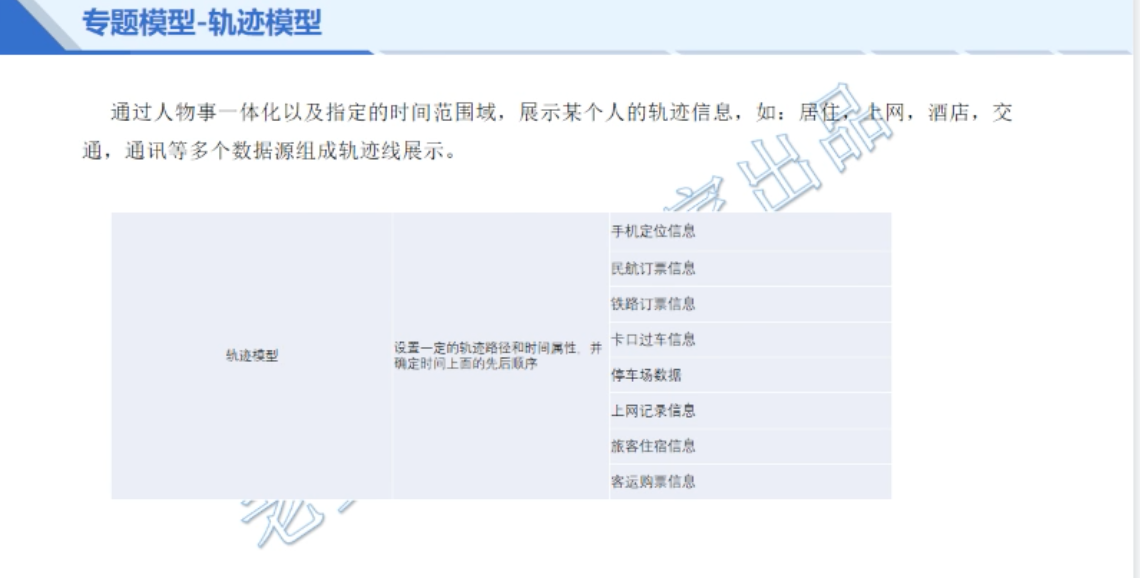 专题模型-轨迹模型
通过人物事一体化以及指定的时间范围域，展示某个人的轨迹信息，如：居住，上网，酒店，交
通，通讯等多个数据源组成轨迹线展示。
轨迹模型
设置一定的轨迹路径和时间属性，并
确定时间上面的先后顺序
手机定位信息
民航订票信息
铁路订票信息
卡口过车信息
停车场数据
上网记录信息
旅客住宿信息
客运购票信息
出品